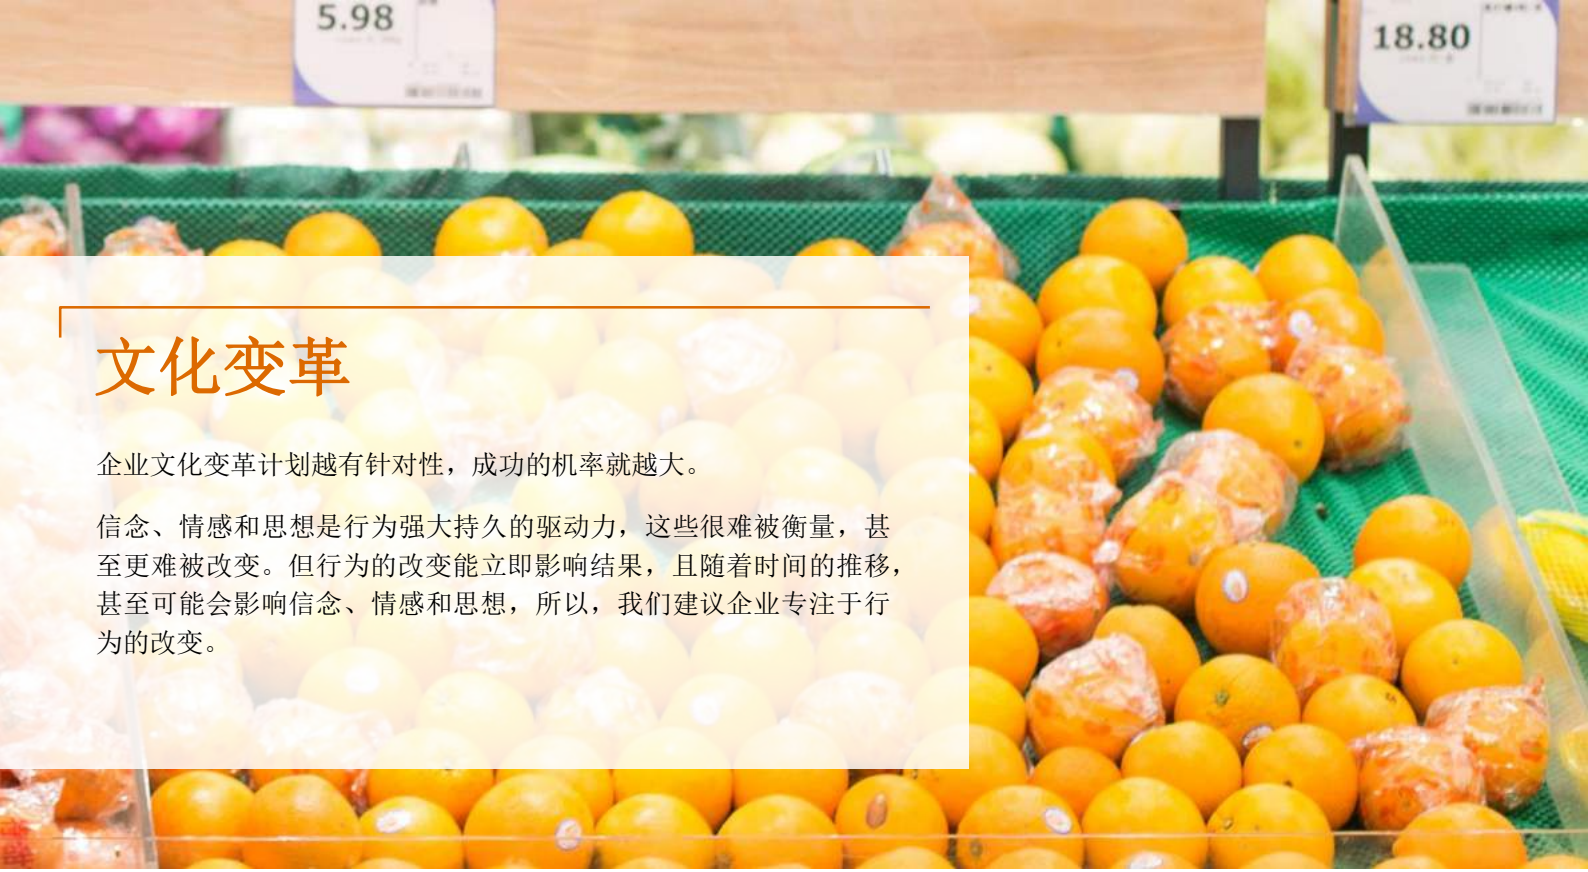 5.98
18.80
文化变革
企业文化变革计划越有针对性，成功的机率就越大。
信念、情感和思想是行为强大持久的驱动力，这些很难被衡量，甚
至更难被改变。但行为的改变能立即影响结果，且随着时间的推移，
甚至可能会影响信念、情感和思想，所以，我们建议企业专注于行
为的改变。